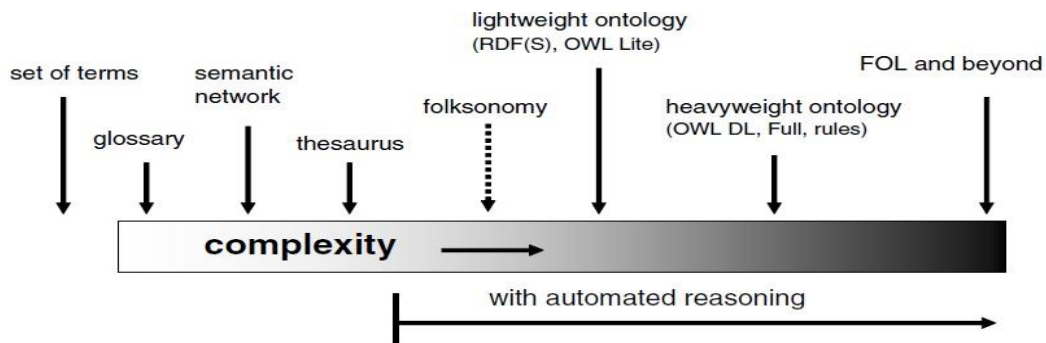 lightweight ontology
(RDF(S), OWL Lite)
set of terms
semantic
network
FOL and beyond
folksonomy
heavyweight ontology
(OWL DL, Full, rules)
glossary
thesaurus
complexity
with automated reasoning